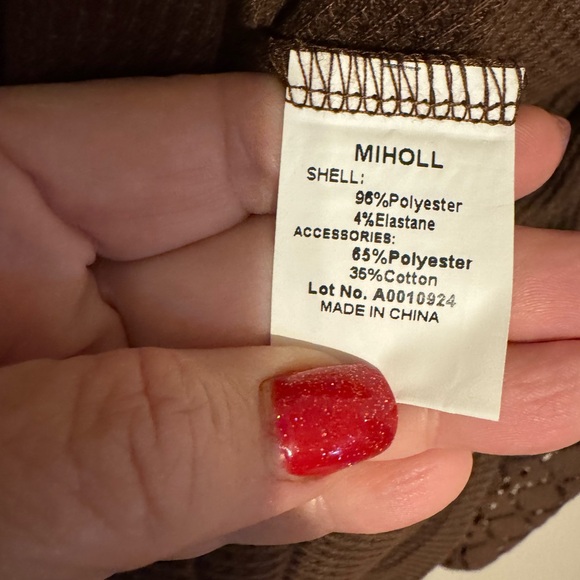 MIHOLL
SHELL:
96%Polyester
4%Elastane
ACCESSORIES:
65%Polyester
35%Cotton
Lot No. A0010924
MADE IN CHINA